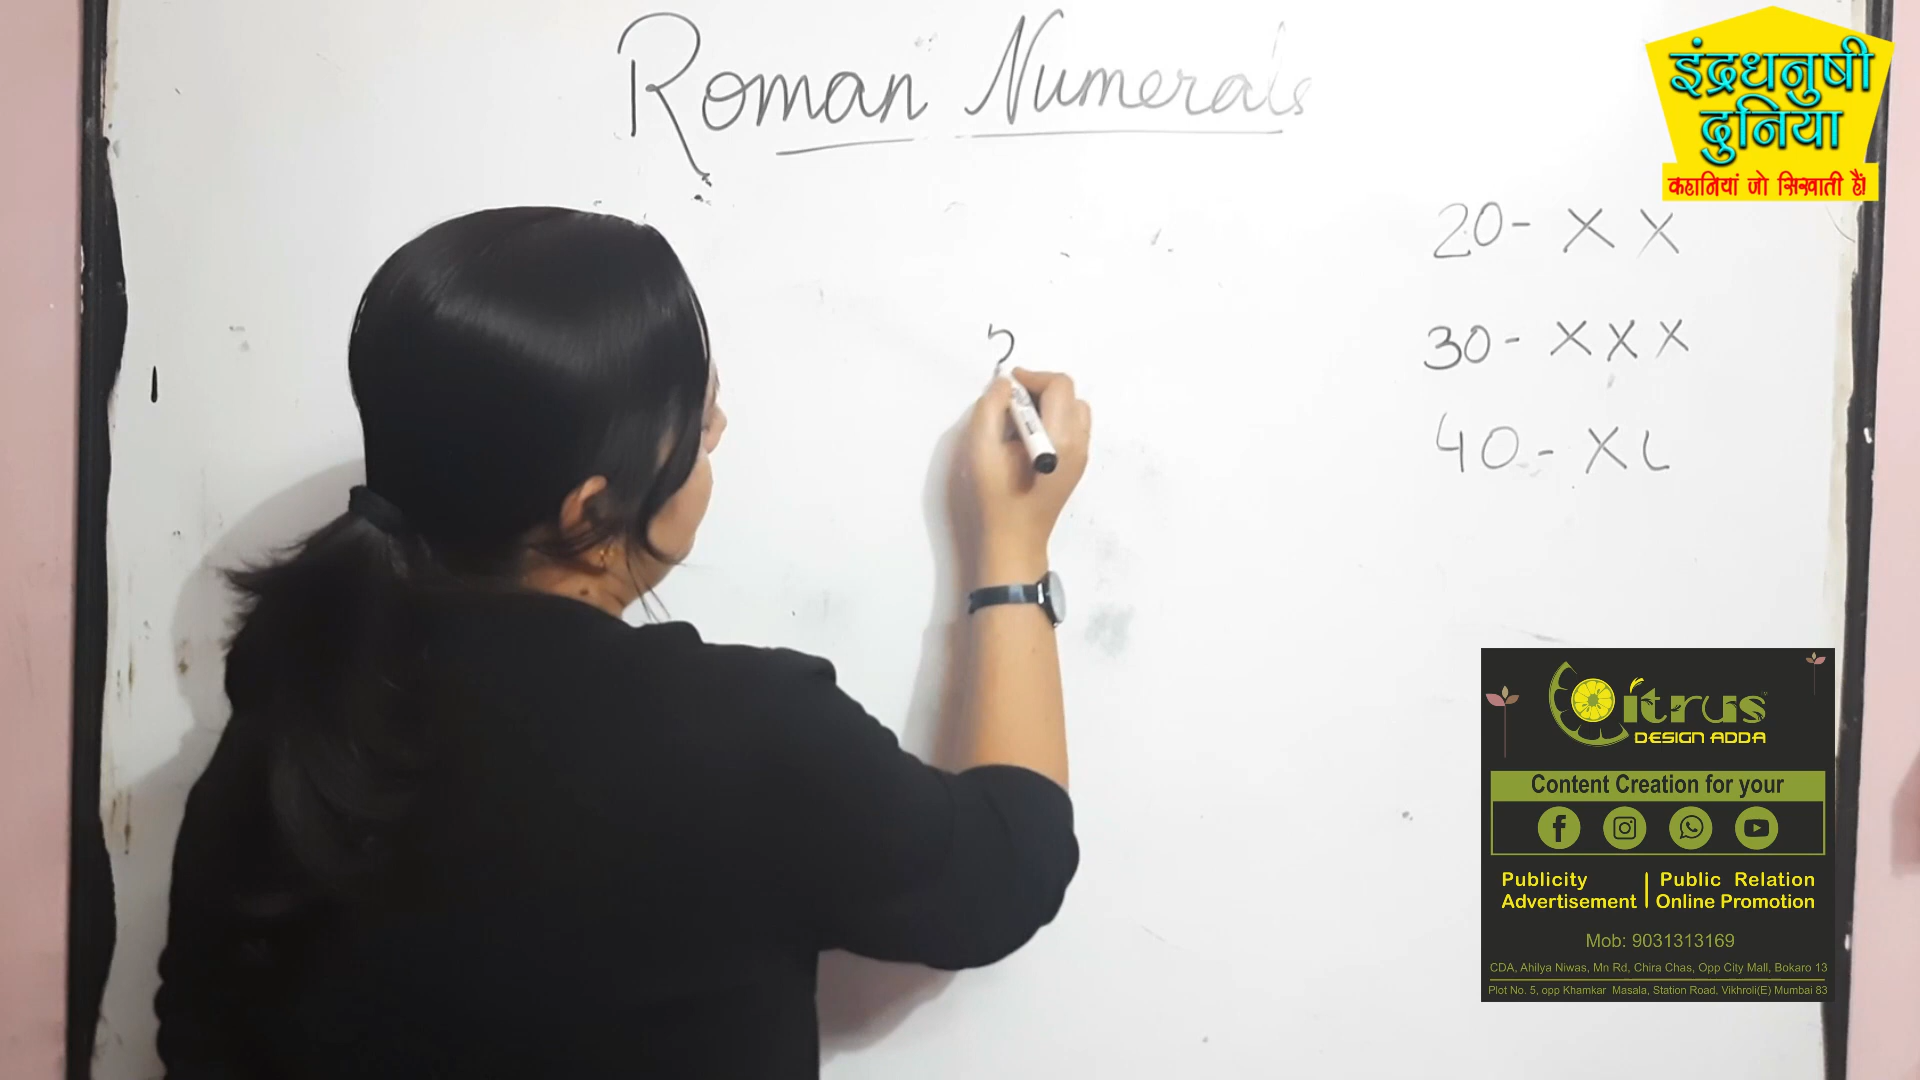 Roman Numerals
इंद्रधनुषी
दुनिया
कहानियां जो सिखाती हैं!
20- XX
30- XXX
40- XL
Citrus
DESIGN ADDA
Content Creation for your
Publicity | Public Relation
Advertisement | Online Promotion
Mob: 9031313169
CDA, Ahilya Niwas, Mn Rd, Chira Chas, Opp City Mall, Bokaro 13
Plot No. 5, opp Khamkar Masala, Station Road, Vikhroli(E) Mumbai 83